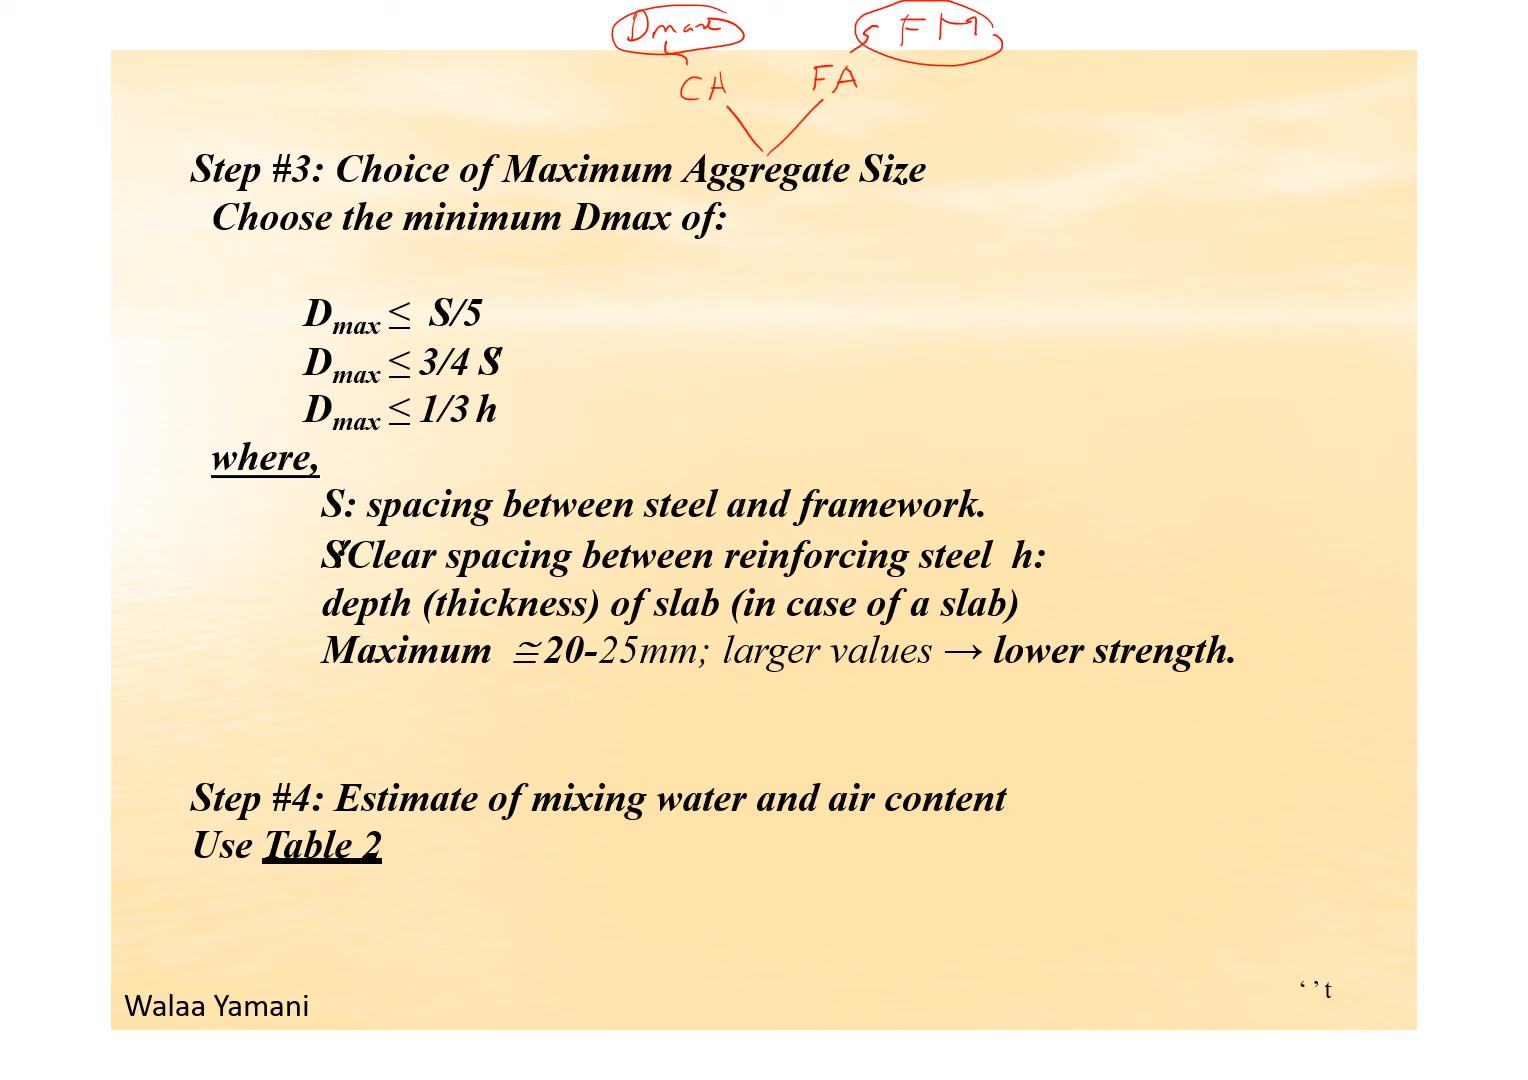 Dmax
FM
CA
FA
Step #3: Choice of Maximum Aggregate Size
Choose the minimum Dmax of:
Dmax ≤ S/5
Dmax ≤ 3/4 S′
Dmax ≤ 1/3 h
where,
S: spacing between steel and framework.
S′:Clear spacing between reinforcing steel h:
depth (thickness) of slab (in case of a slab)
Maximum ≅20-25mm; larger values → lower strength.
Step #4: Estimate of mixing water and air content
Use Table 2
Walaa Yamani
‘ ’ t